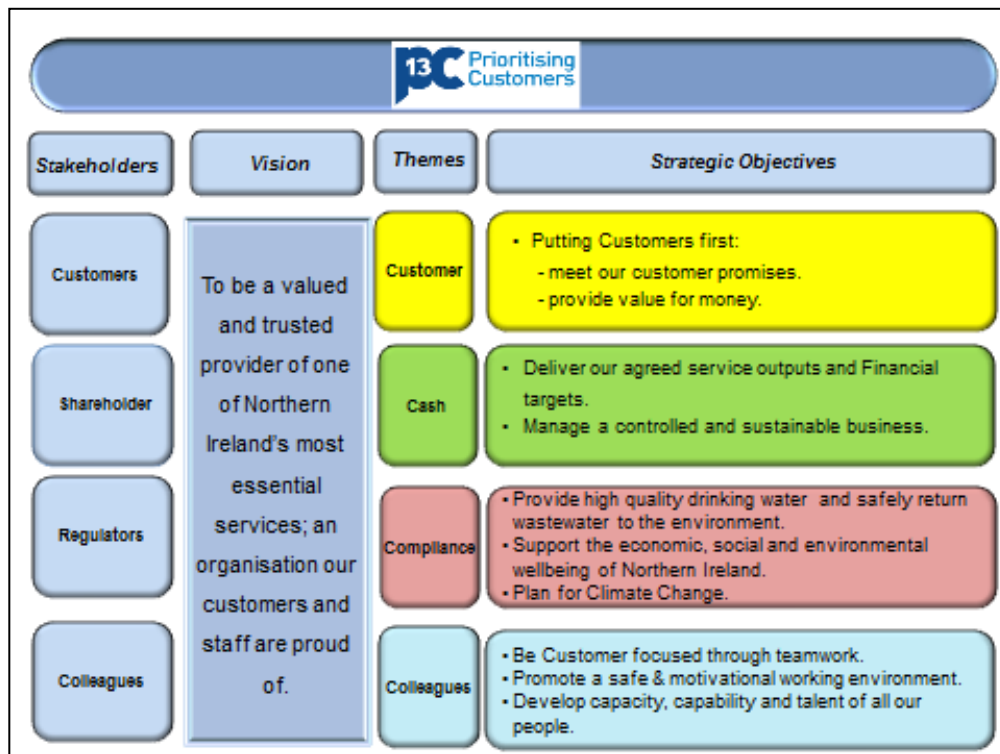 pc 13 Prioritising
Customers
Stakeholders
Vision
Themes
Strategic Objectives
Customers
Shareholder
Regulators
Colleagues
To be a valued
and trusted
provider of one
of Northern
Ireland's most
essential
services; an
organisation our
customers and
staff are proud
of.
Customer
▪ Putting Customers first:
- meet our customer promises.
- provide value for money.
Cash
• Deliver our agreed service outputs and Financial
targets.
• Manage a controlled and sustainable business.
Compliance
▪ Provide high quality drinking water and safely return
wastewater to the environment.
▪ Support the economic, social and environmental
wellbeing of Northern Ireland.
▪ Plan for Climate Change.
Colleagues
▪ Be Customer focused through teamwork.
▪ Promote a safe & motivational working environment.
▪ Develop capacity, capability and talent of all our
people.